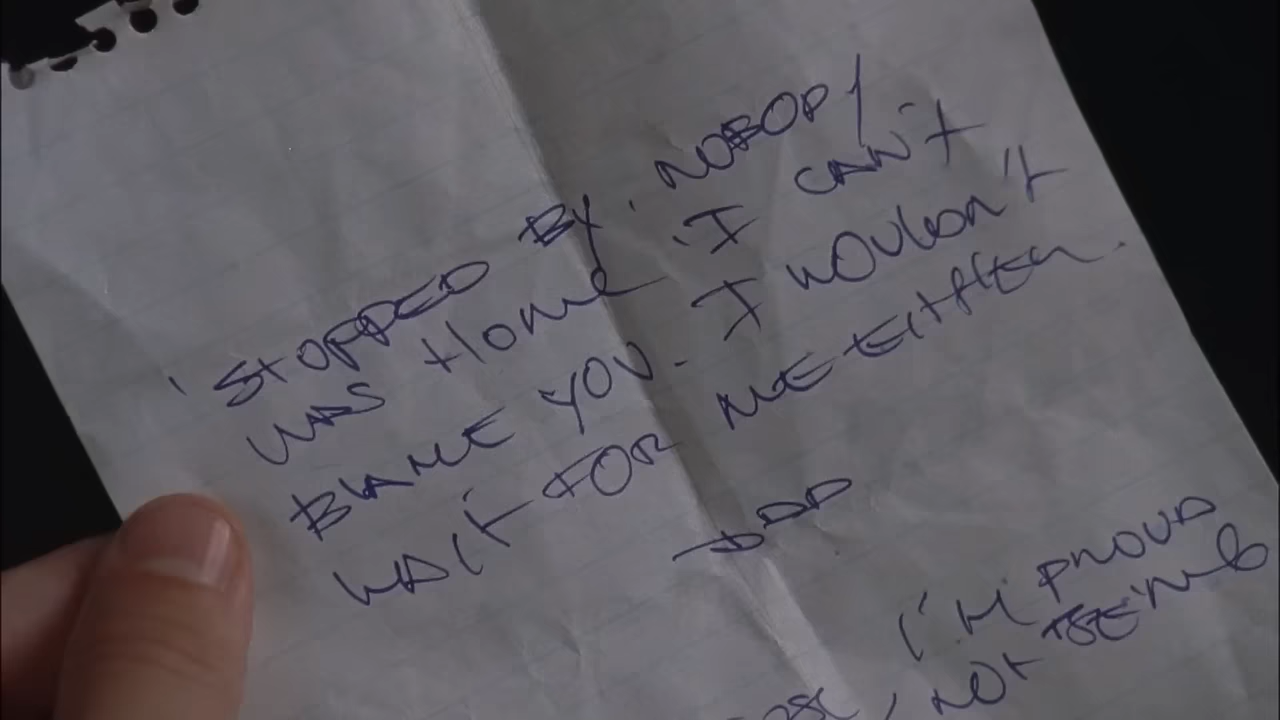 STOPPED BY. NOBODY
WAS HOME. I CAN'T
BLAME YOU. I WOULDN'T
WAIT FOR ME EITHER.
DAD
I'M PROUD
, NOT BEING